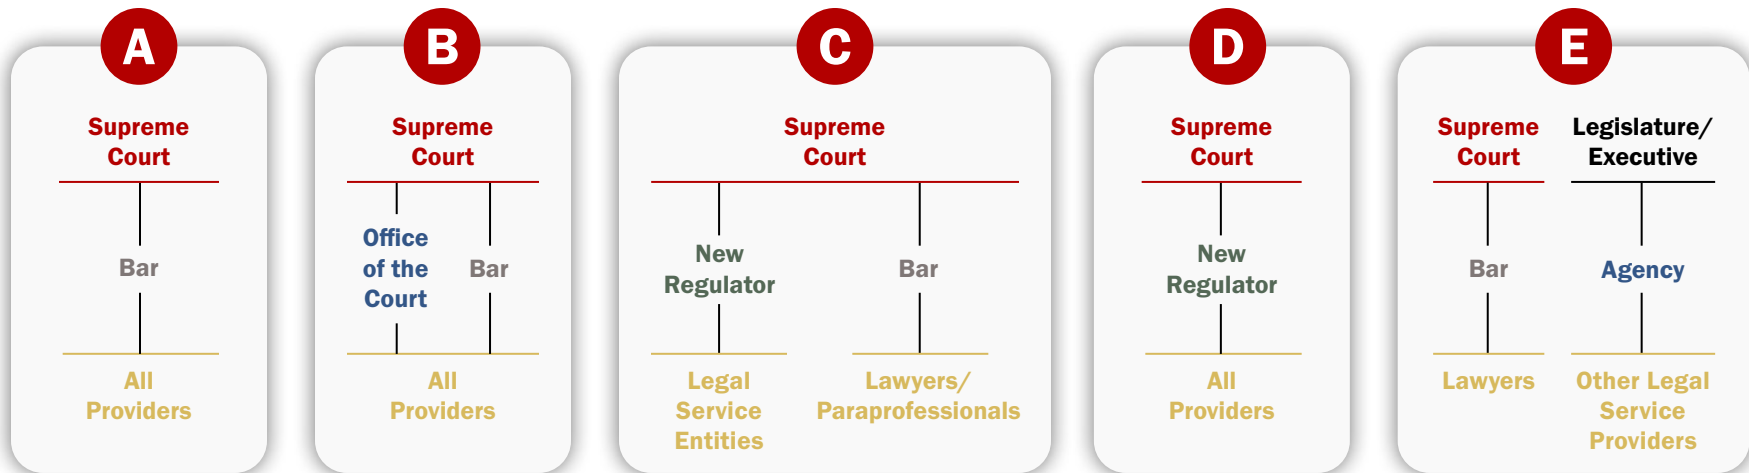 A
Supreme
Court
Bar
All
Providers
B
Supreme
Court
Office
of the
Court
Bar
All
Providers
C
Supreme
Court
New
Regulator
Bar
Legal
Service
Entities
Lawyers/
Paraprofessionals
D
Supreme
Court
New
Regulator
All
Providers
E
Supreme
Court
Bar
Lawyers
Legislature/
Executive
Agency
Other Legal
Service
Providers